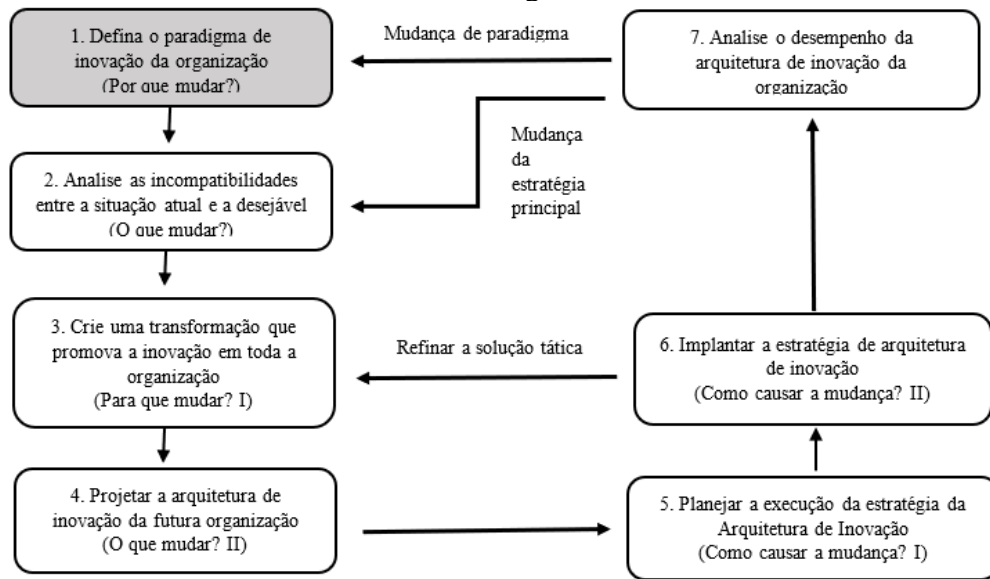 1. Defina o paradigma de
inovação da organização
(Por que mudar?)
Mudança de paradigma
7. Analise o desempenho da
arquitetura de inovação da
organização
Mudança
da
estratégia
principal
2. Analise as incompatibilidades
entre a situação atual e a desejável
(O que mudar?)
3. Crie uma transformação que
promova a inovação em toda a
organização
(Para que mudar? I)
Refinar a solução tática
6. Implantar a estratégia de arquitetura
de inovação
(Como causar a mudança? II)
4. Projetar a arquitetura de
inovação da futura organização
(O que mudar? II)
5. Planejar a execução da estratégia da
Arquitetura de Inovação
(Como causar a mudança? I)